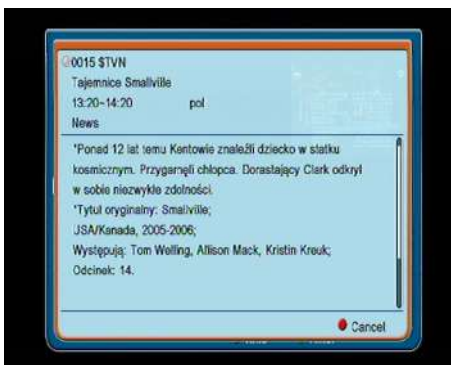 0015 $TVN
Tajemnice Smallville
13:20~14:20 pol
News
"Ponad 12 lat temu Kentowie znaleźli dziecko w statku
kosmicznym. Przygarnęli chłopca. Dorastający Clark odkrył
w sobie niezwykłe zdolności.
"Tytuł oryginalny: Smallville;
USA/Kanada, 2005-2006;
Występują: Tom Welling, Allison Mack, Kristin Kreuk;
Odcinek: 14.
Cancel